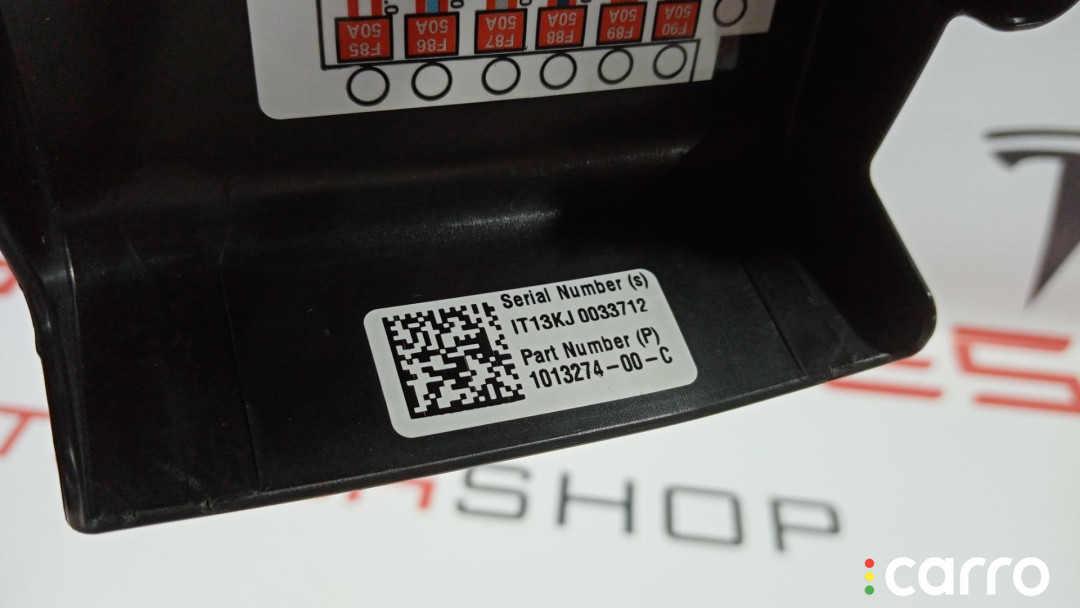 F85 F86 F87 F88 F89 F90
50A 50A 50A 50A 50A 50A
Serial Number (s)
IT13KJ 0033712
Part Number (P)
1013274-00-C
ES
SHOP
carro